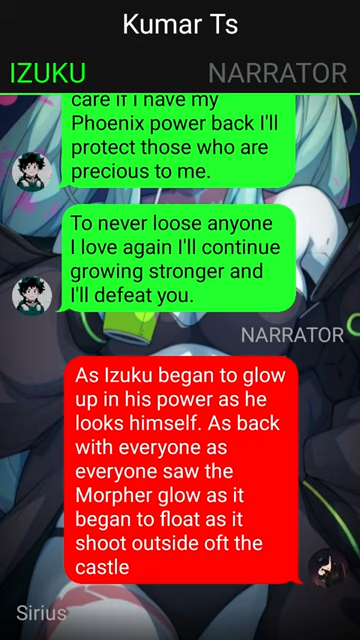 Kumar Ts
IZUKU
NARRATOR
care if I have my
Phoenix power back I'll
protect those who are
precious to me.
To never loose anyone
I love again I'll continue
growing stronger and
I'll defeat you.
NARRATOR
As Izuku began to glow
up in his power as he
looks himself. As back
with everyone as
everyone saw the
Morpher glow as it
began to float as it
shoot outside oft the
castle
Sirius